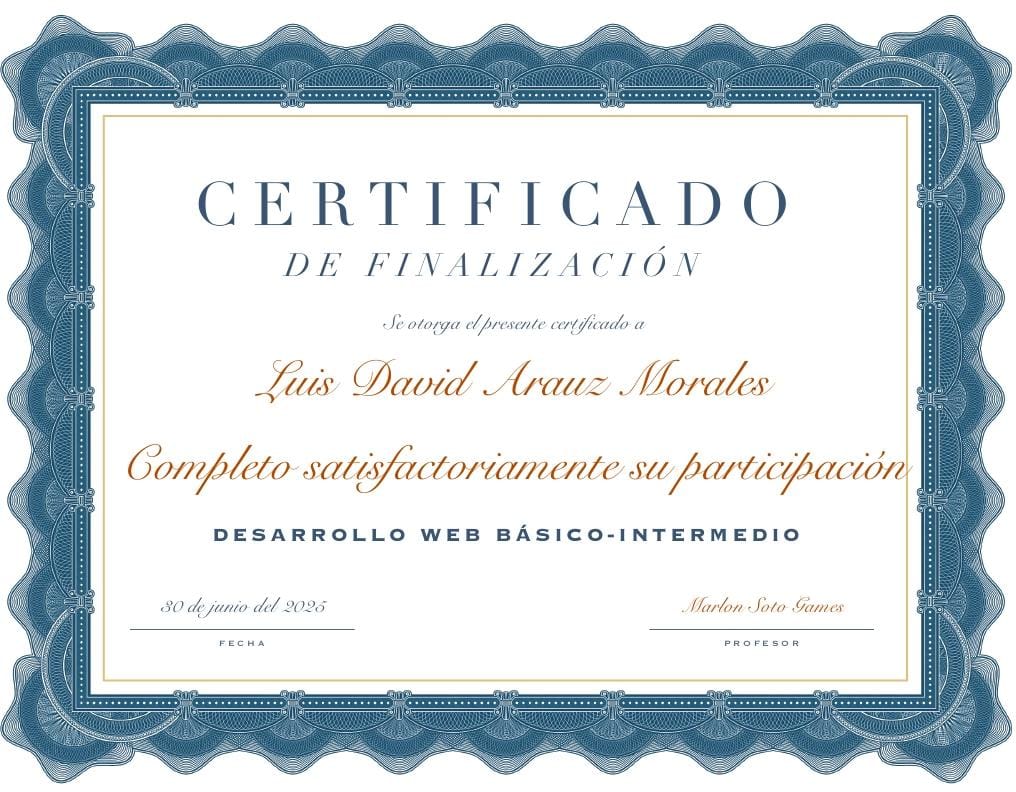 CERTIFICADO
DE FINALIZACIÓN
Se otorga el presente certificado a
Luis David Arauz Morales
Completo satisfactoriamente su participación
DESARROLLO WEB BÁSICO-INTERMEDIO
30 de junio del 2025
Marlon Soto Games
FECHA
PROFESOR